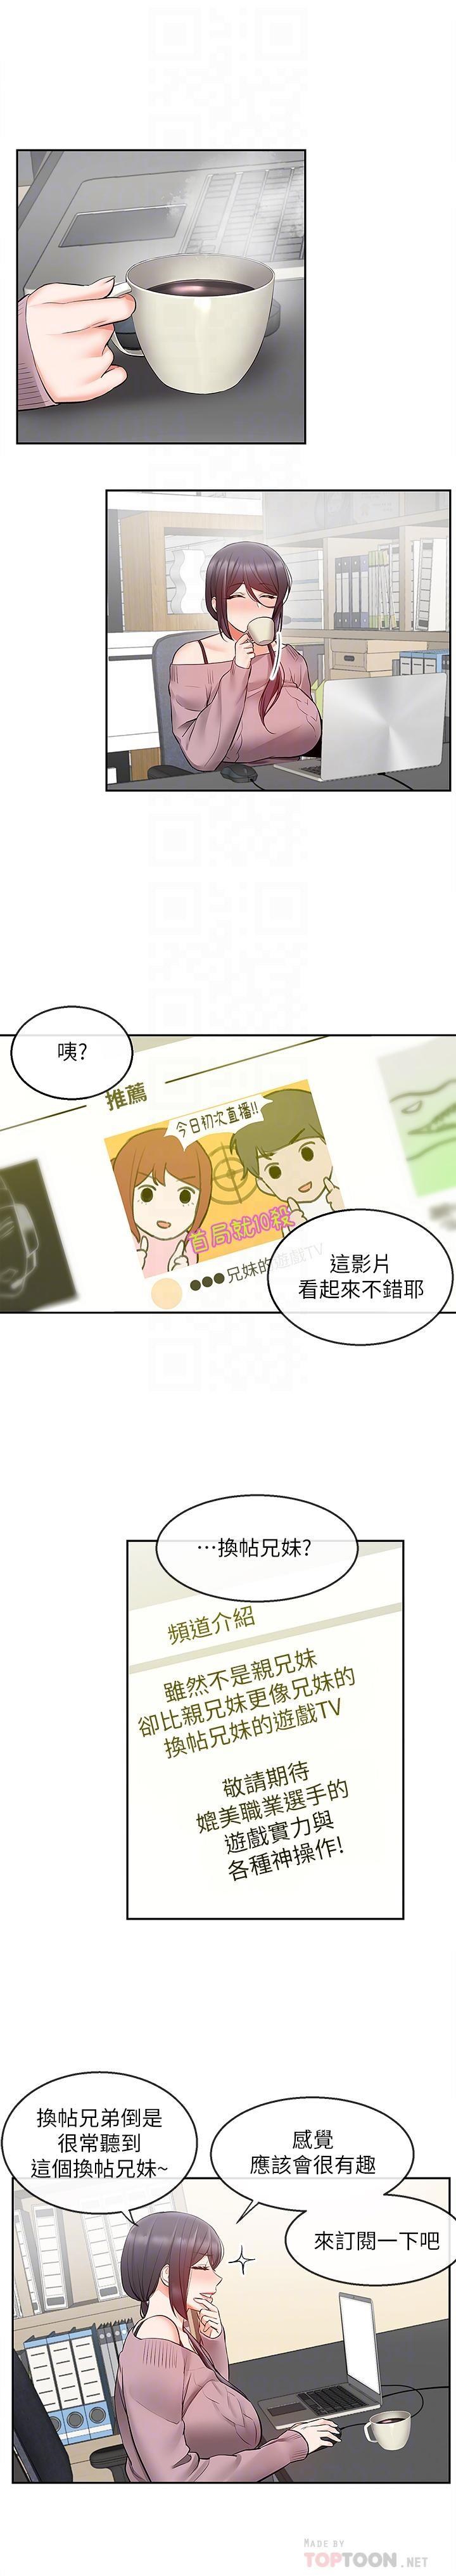 咦?
推薦
今日初次直播!!
首局就10殺
●●●兄妹的遊戲TV
這影片
看起來不錯耶
…換帖兄妹?
頻道介紹
雖然不是親兄妹
卻比親兄妹更像兄妹的
換帖兄妹的遊戲TV
敬請期待
媲美職業選手的
遊戲實力與
各種神操作!
換帖兄弟倒是
很常聽到
這個換帖兄妹~
感覺
應該會很有趣
來訂閱一下吧
Made by
TOPTOON.NET